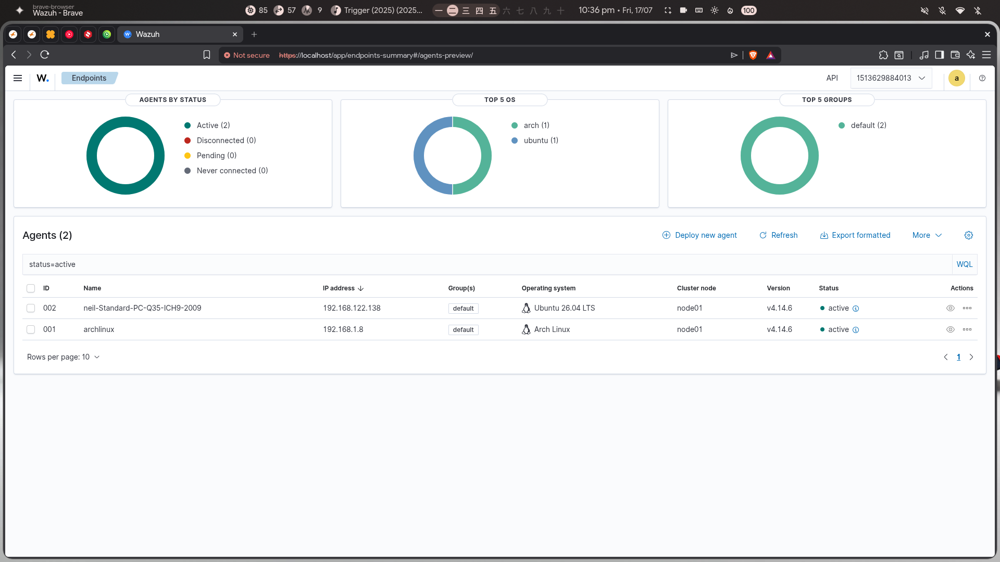 brave-browser
Wazuh - Brave
85 57 9 Trigger (2025) (2025... 一 二 三 四 五 六 七 八 九 十 10:36 pm • Fri, 17/07 100
Wazuh
Not secure https://localhost/app/endpoints-summary#/agents-preview/
W. Endpoints API 1513629884013 a
AGENTS BY STATUS
Active (2)
Disconnected (0)
Pending (0)
Never connected (0)
TOP 5 OS
arch (1)
ubuntu (1)
TOP 5 GROUPS
default (2)
Agents (2) Deploy new agent Refresh Export formatted More
status=active WQL
ID Name IP address Group(s) Operating system Cluster node Version Status Actions
002 neil-Standard-PC-Q35-ICH9-2009 192.168.122.138 default Ubuntu 26.04 LTS node01 v4.14.6 active
001 archlinux 192.168.1.8 default Arch Linux node01 v4.14.6 active
Rows per page: 10 1